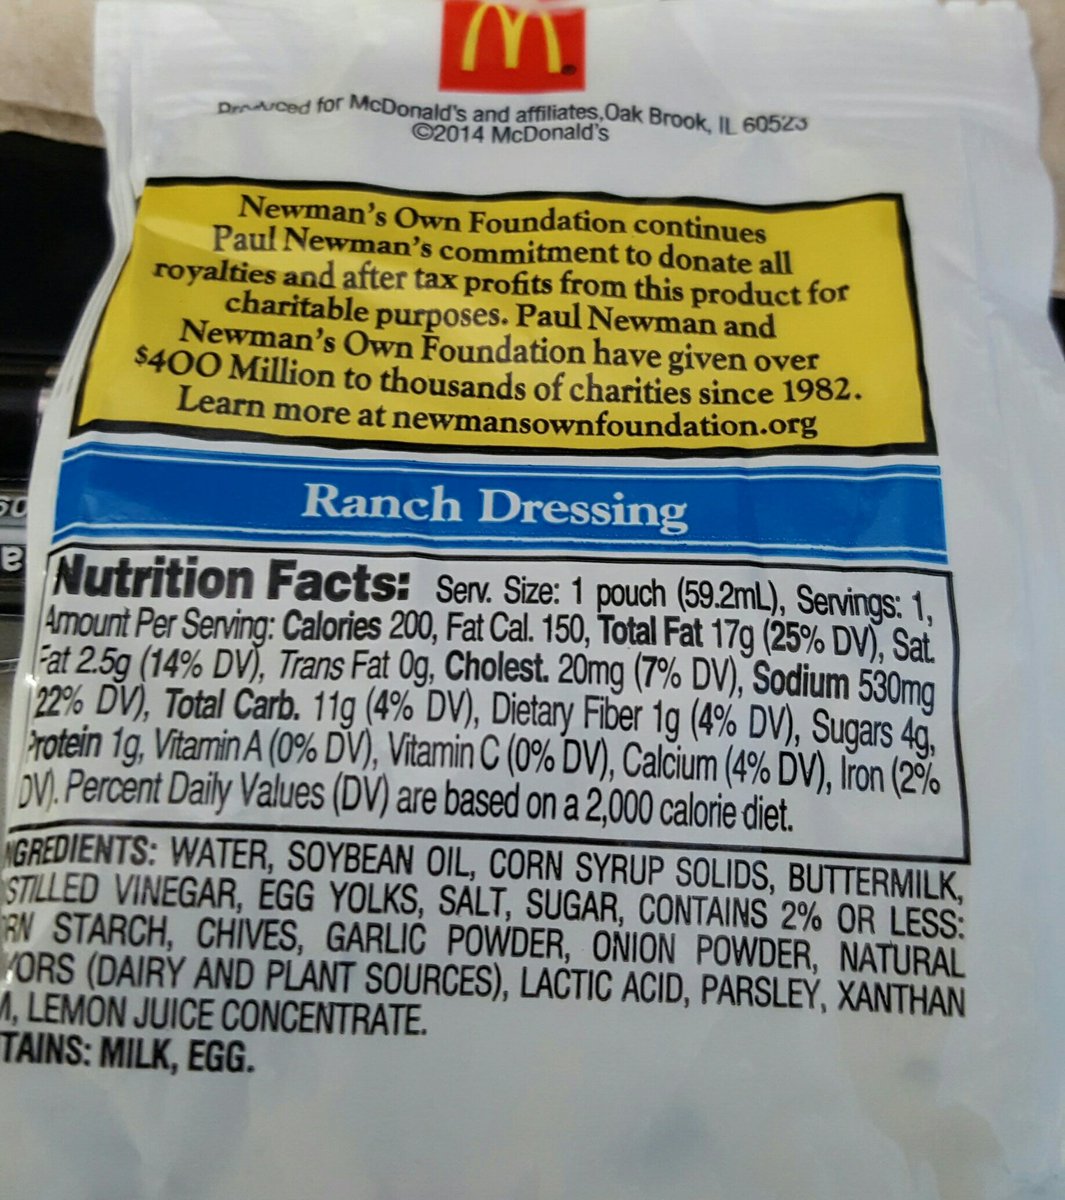 Produced for McDonald's and affiliates, Oak Brook, IL 60523
©2014 McDonald's
Newman's Own Foundation continues
Paul Newman's commitment to donate all
royalties and after tax profits from this product for
charitable purposes. Paul Newman and
Newman's Own Foundation have given over
$400 Million to thousands of charities since 1982.
Learn more at newmansownfoundation.org
Ranch Dressing
Nutrition Facts: Serv. Size: 1 pouch (59.2mL), Servings: 1,
Amount Per Serving: Calories 200, Fat Cal. 150, Total Fat 17g (25% DV), Sat.
Fat 2.5g (14% DV), Trans Fat 0g, Cholest. 20mg (7% DV), Sodium 530mg
22% DV), Total Carb. 11g (4% DV), Dietary Fiber 1g (4% DV), Sugars 4g,
Protein 1g, Vitamin A (0% DV), Vitamin C (0% DV), Calcium (4% DV), Iron (2%
DV). Percent Daily Values (DV) are based on a 2,000 calorie diet.
NGREDIENTS: WATER, SOYBEAN OIL, CORN SYRUP SOLIDS, BUTTERMILK,
STILLED VINEGAR, EGG YOLKS, SALT, SUGAR, CONTAINS 2% OR LESS:
RN STARCH, CHIVES, GARLIC POWDER, ONION POWDER, NATURAL
VORS (DAIRY AND PLANT SOURCES), LACTIC ACID, PARSLEY, XANTHAN
M, LEMON JUICE CONCENTRATE.
TAINS: MILK, EGG.